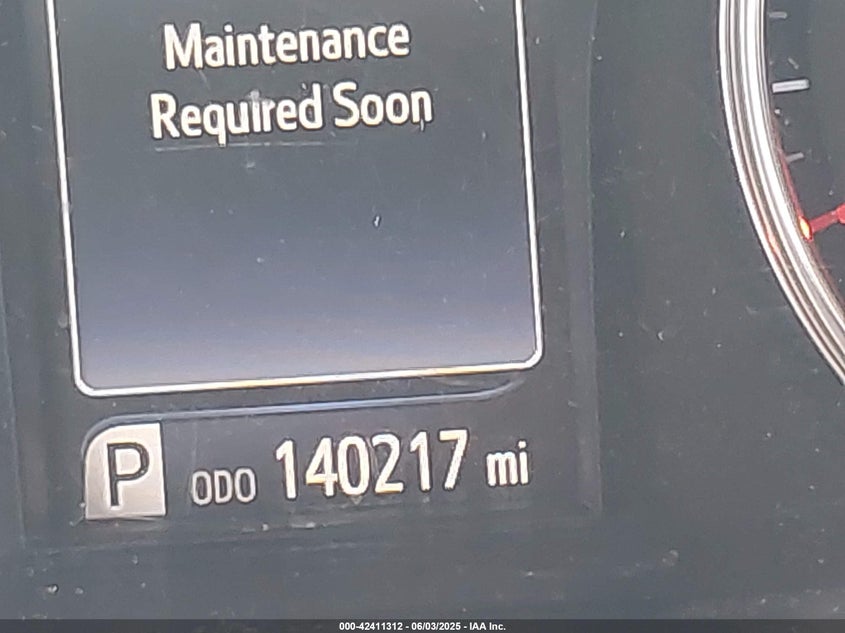 Maintenance
Required Soon
P ODO 140217 mi
000-42411312 - 06/03/2025 - IAA Inc.